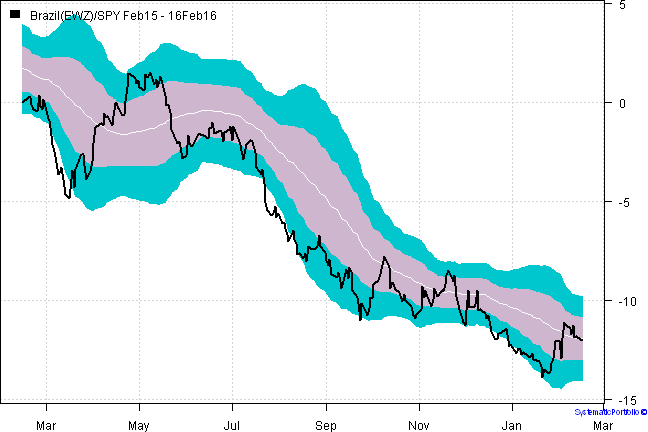 Brazil(EWZ)/SPY Feb15 - 16Feb16
5
0
-5
-10
-15
SystematicPortfolio ©
Mar May Jul Sep Nov Jan Mar